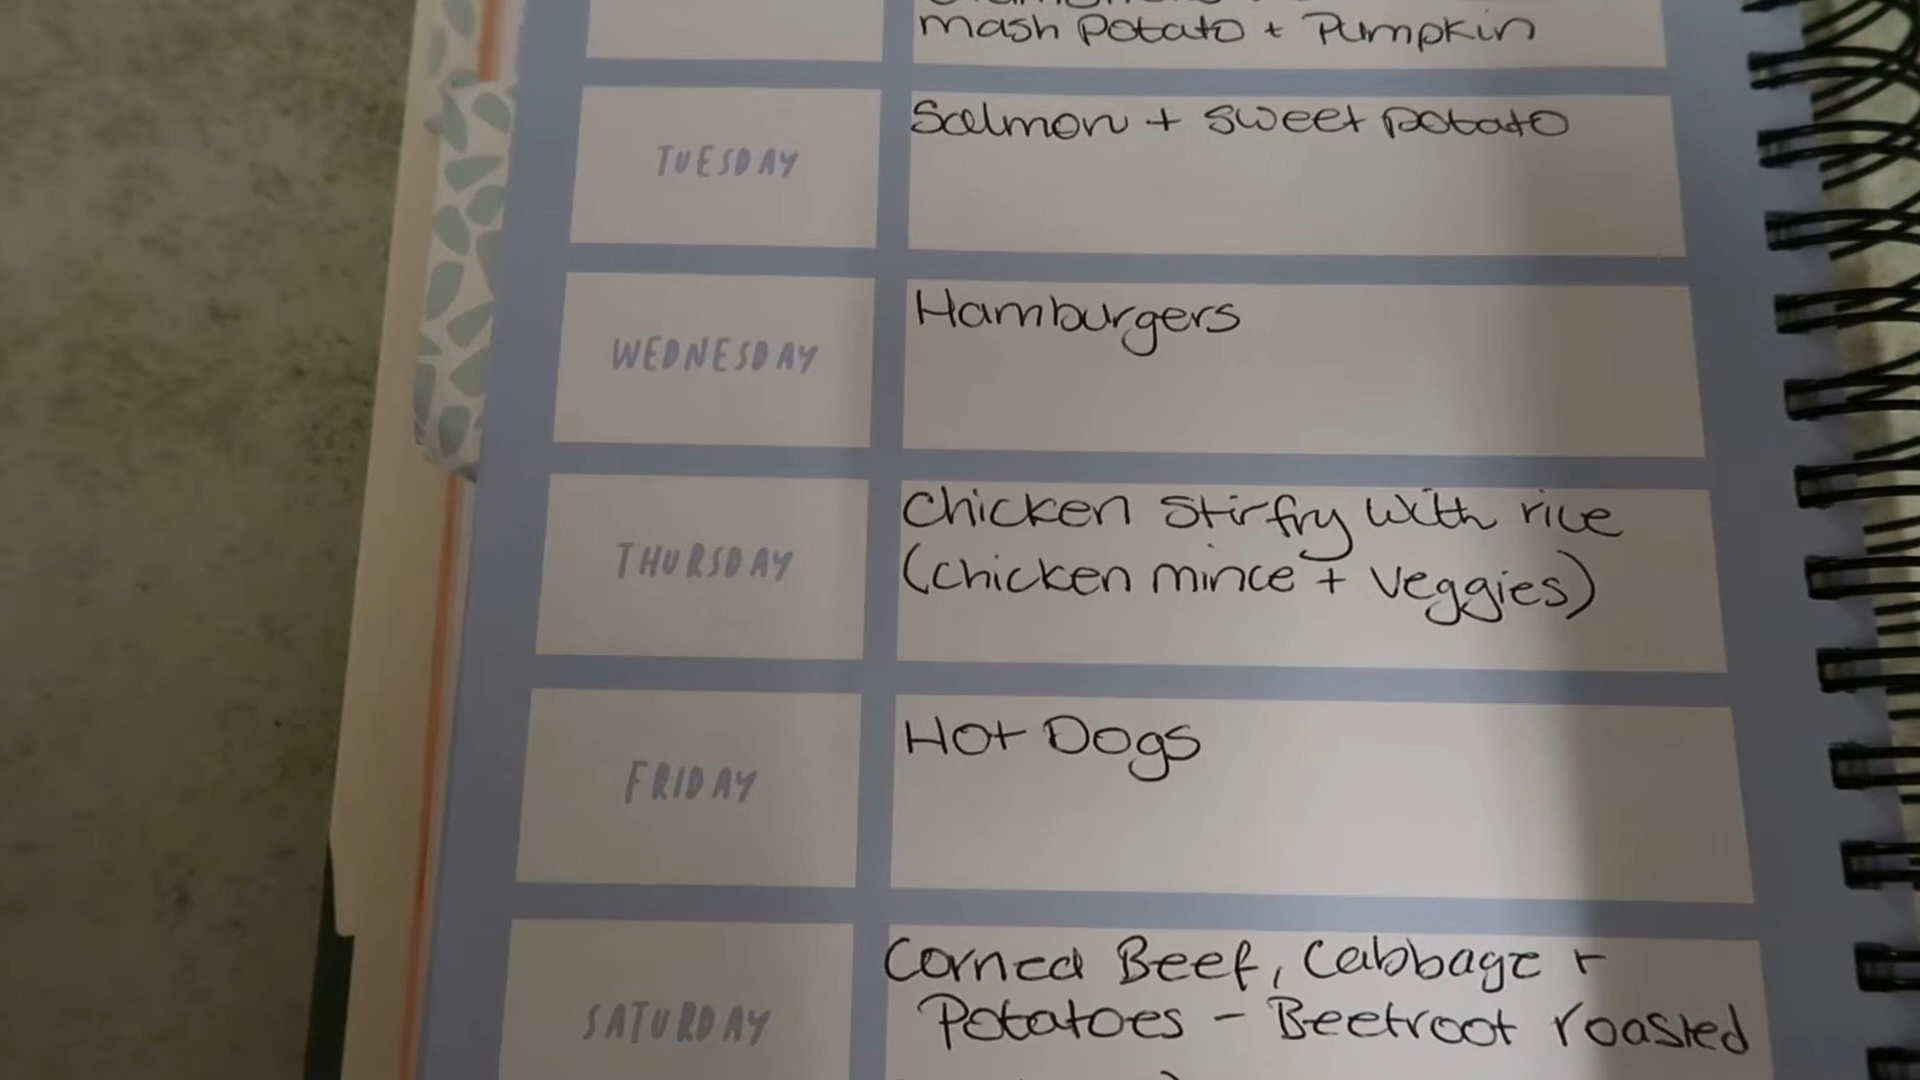 mash Potato + Pumpkin
TUESDAY
Salmon + sweet potato
WEDNESDAY
Hamburgers
THURSDAY
Chicken Stirfry with rice
(chicken mince + veggies)
FRIDAY
Hot Dogs
SATURDAY
Corned Beef, Cabbage +
Potatoes - Beetroot roasted